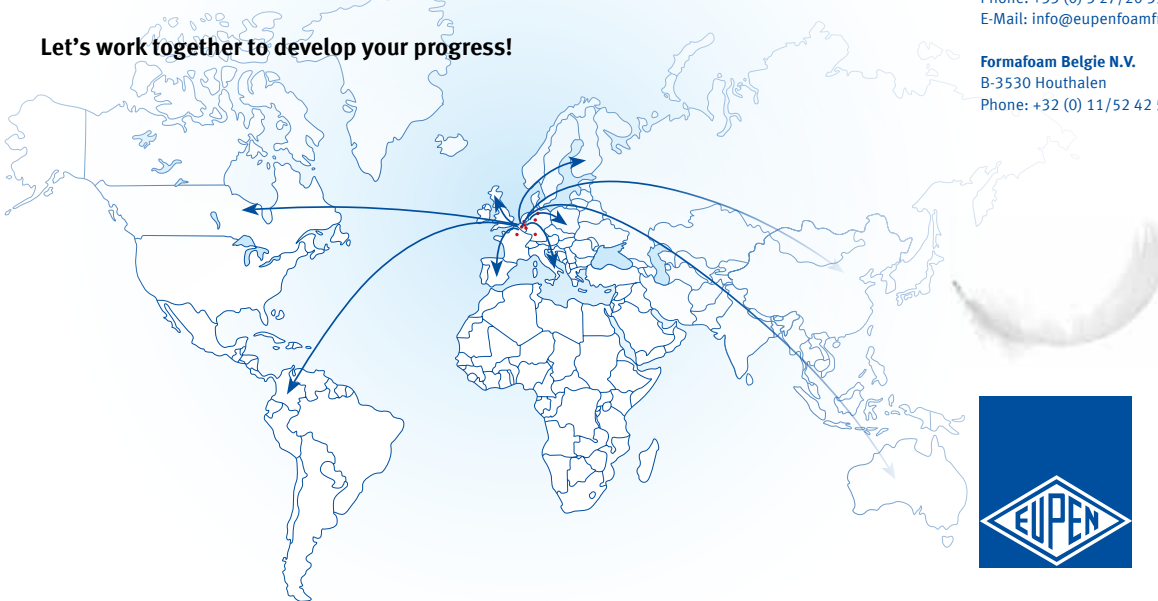 Let's work together to develop your progress!
E-Mail: info@eupenfoamf
Formafoam Belgie N.V.
B-3530 Houthalen
Phone: +32 (0) 11/52 42
EUPEN